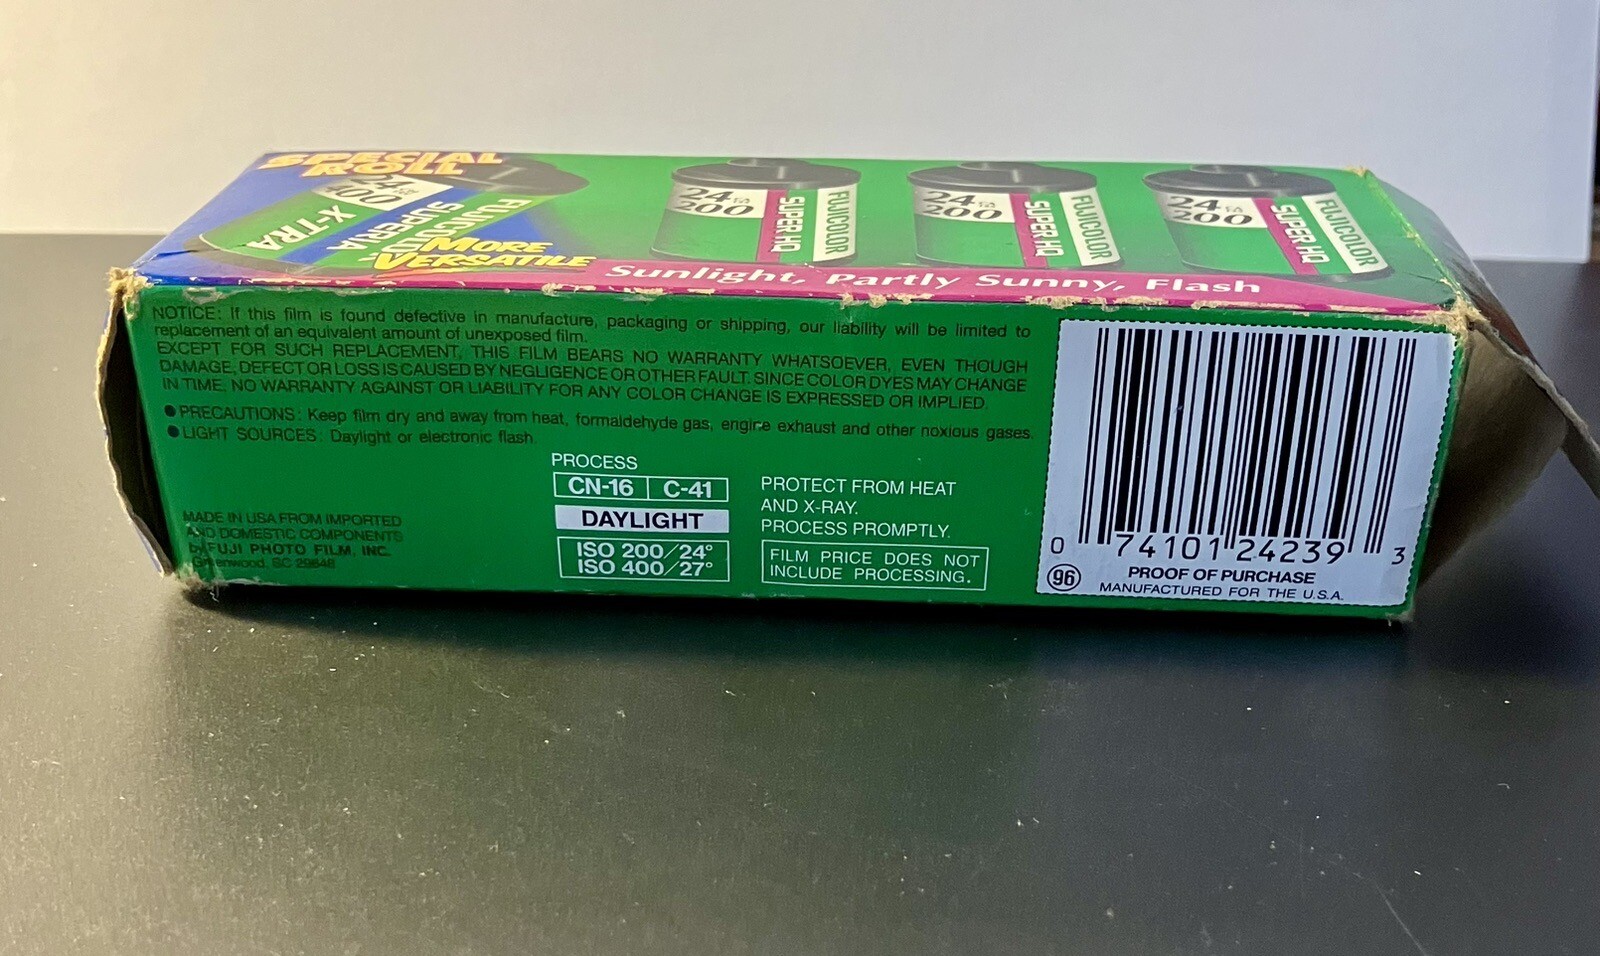 SPECIAL
ROLL
X-TRA
SUPERIA
FUJICOLOR
MORE
VERSATILE
24
200
SUPER HQ
FUJICOLOR
24
200
SUPER HQ
FUJICOLOR
24
200
SUPER HQ
FUJICOLOR
Sunlight, Partly Sunny, Flash
NOTICE: If this film is found defective in manufacture, packaging or shipping, our liability will be limited to
replacement of an equivalent amount of unexposed film.
EXCEPT FOR SUCH REPLACEMENT, THIS FILM BEARS NO WARRANTY WHATSOEVER, EVEN THOUGH
DAMAGE, DEFECT OR LOSS IS CAUSED BY NEGLIGENCE OR OTHER FAULT. SINCE COLOR DYES MAY CHANGE
IN TIME, NO WARRANTY AGAINST OR LIABILITY FOR ANY COLOR CHANGE IS EXPRESSED OR IMPLIED.
●PRECAUTIONS: Keep film dry and away from heat, formaldehyde gas, engine exhaust and other noxious gases.
●LIGHT SOURCES: Daylight or electronic flash.
MADE IN USA FROM IMPORTED
AND DOMESTIC COMPONENTS
by FUJI PHOTO FILM, INC.
Greenwood, SC 29648
PROCESS
CN-16 C-41
DAYLIGHT
ISO 200/24°
ISO 400/27°
PROTECT FROM HEAT
AND X-RAY.
PROCESS PROMPTLY.
FILM PRICE DOES NOT
INCLUDE PROCESSING.
0 74101 24239 3
96 PROOF OF PURCHASE
MANUFACTURED FOR THE U.S.A.